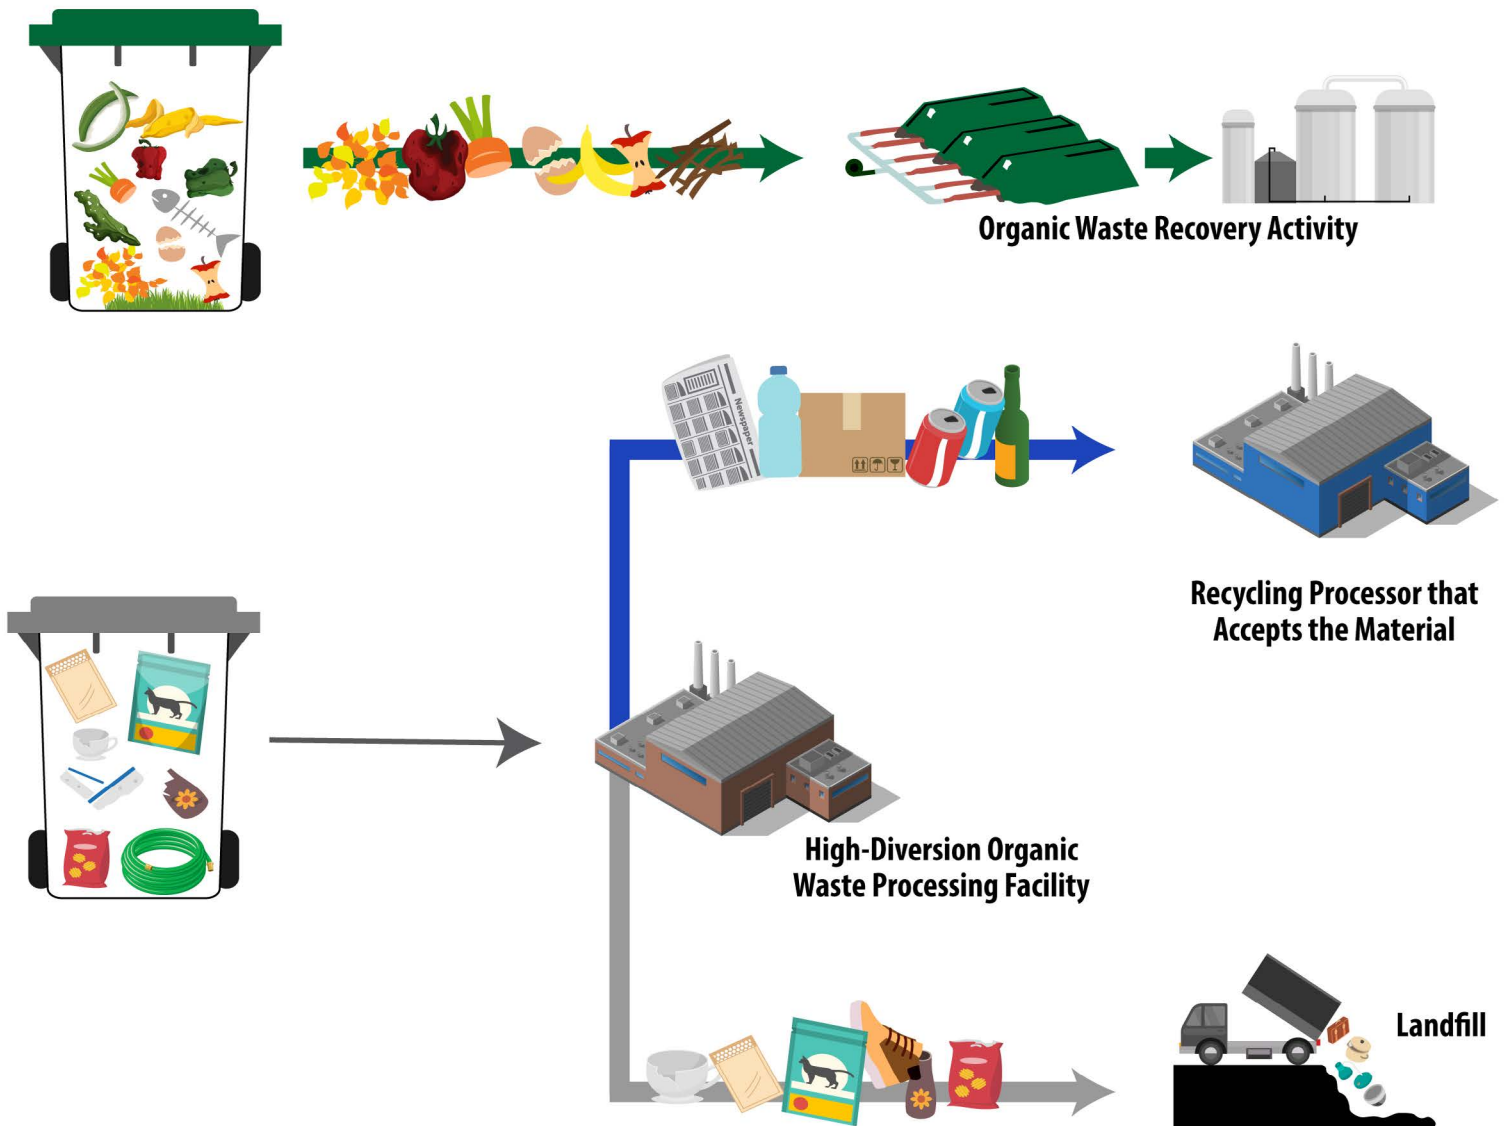 Organic Waste Recovery Activity
Newspaper
Recycling Processor that
Accepts the Material
High-Diversion Organic
Waste Processing Facility
Landfill